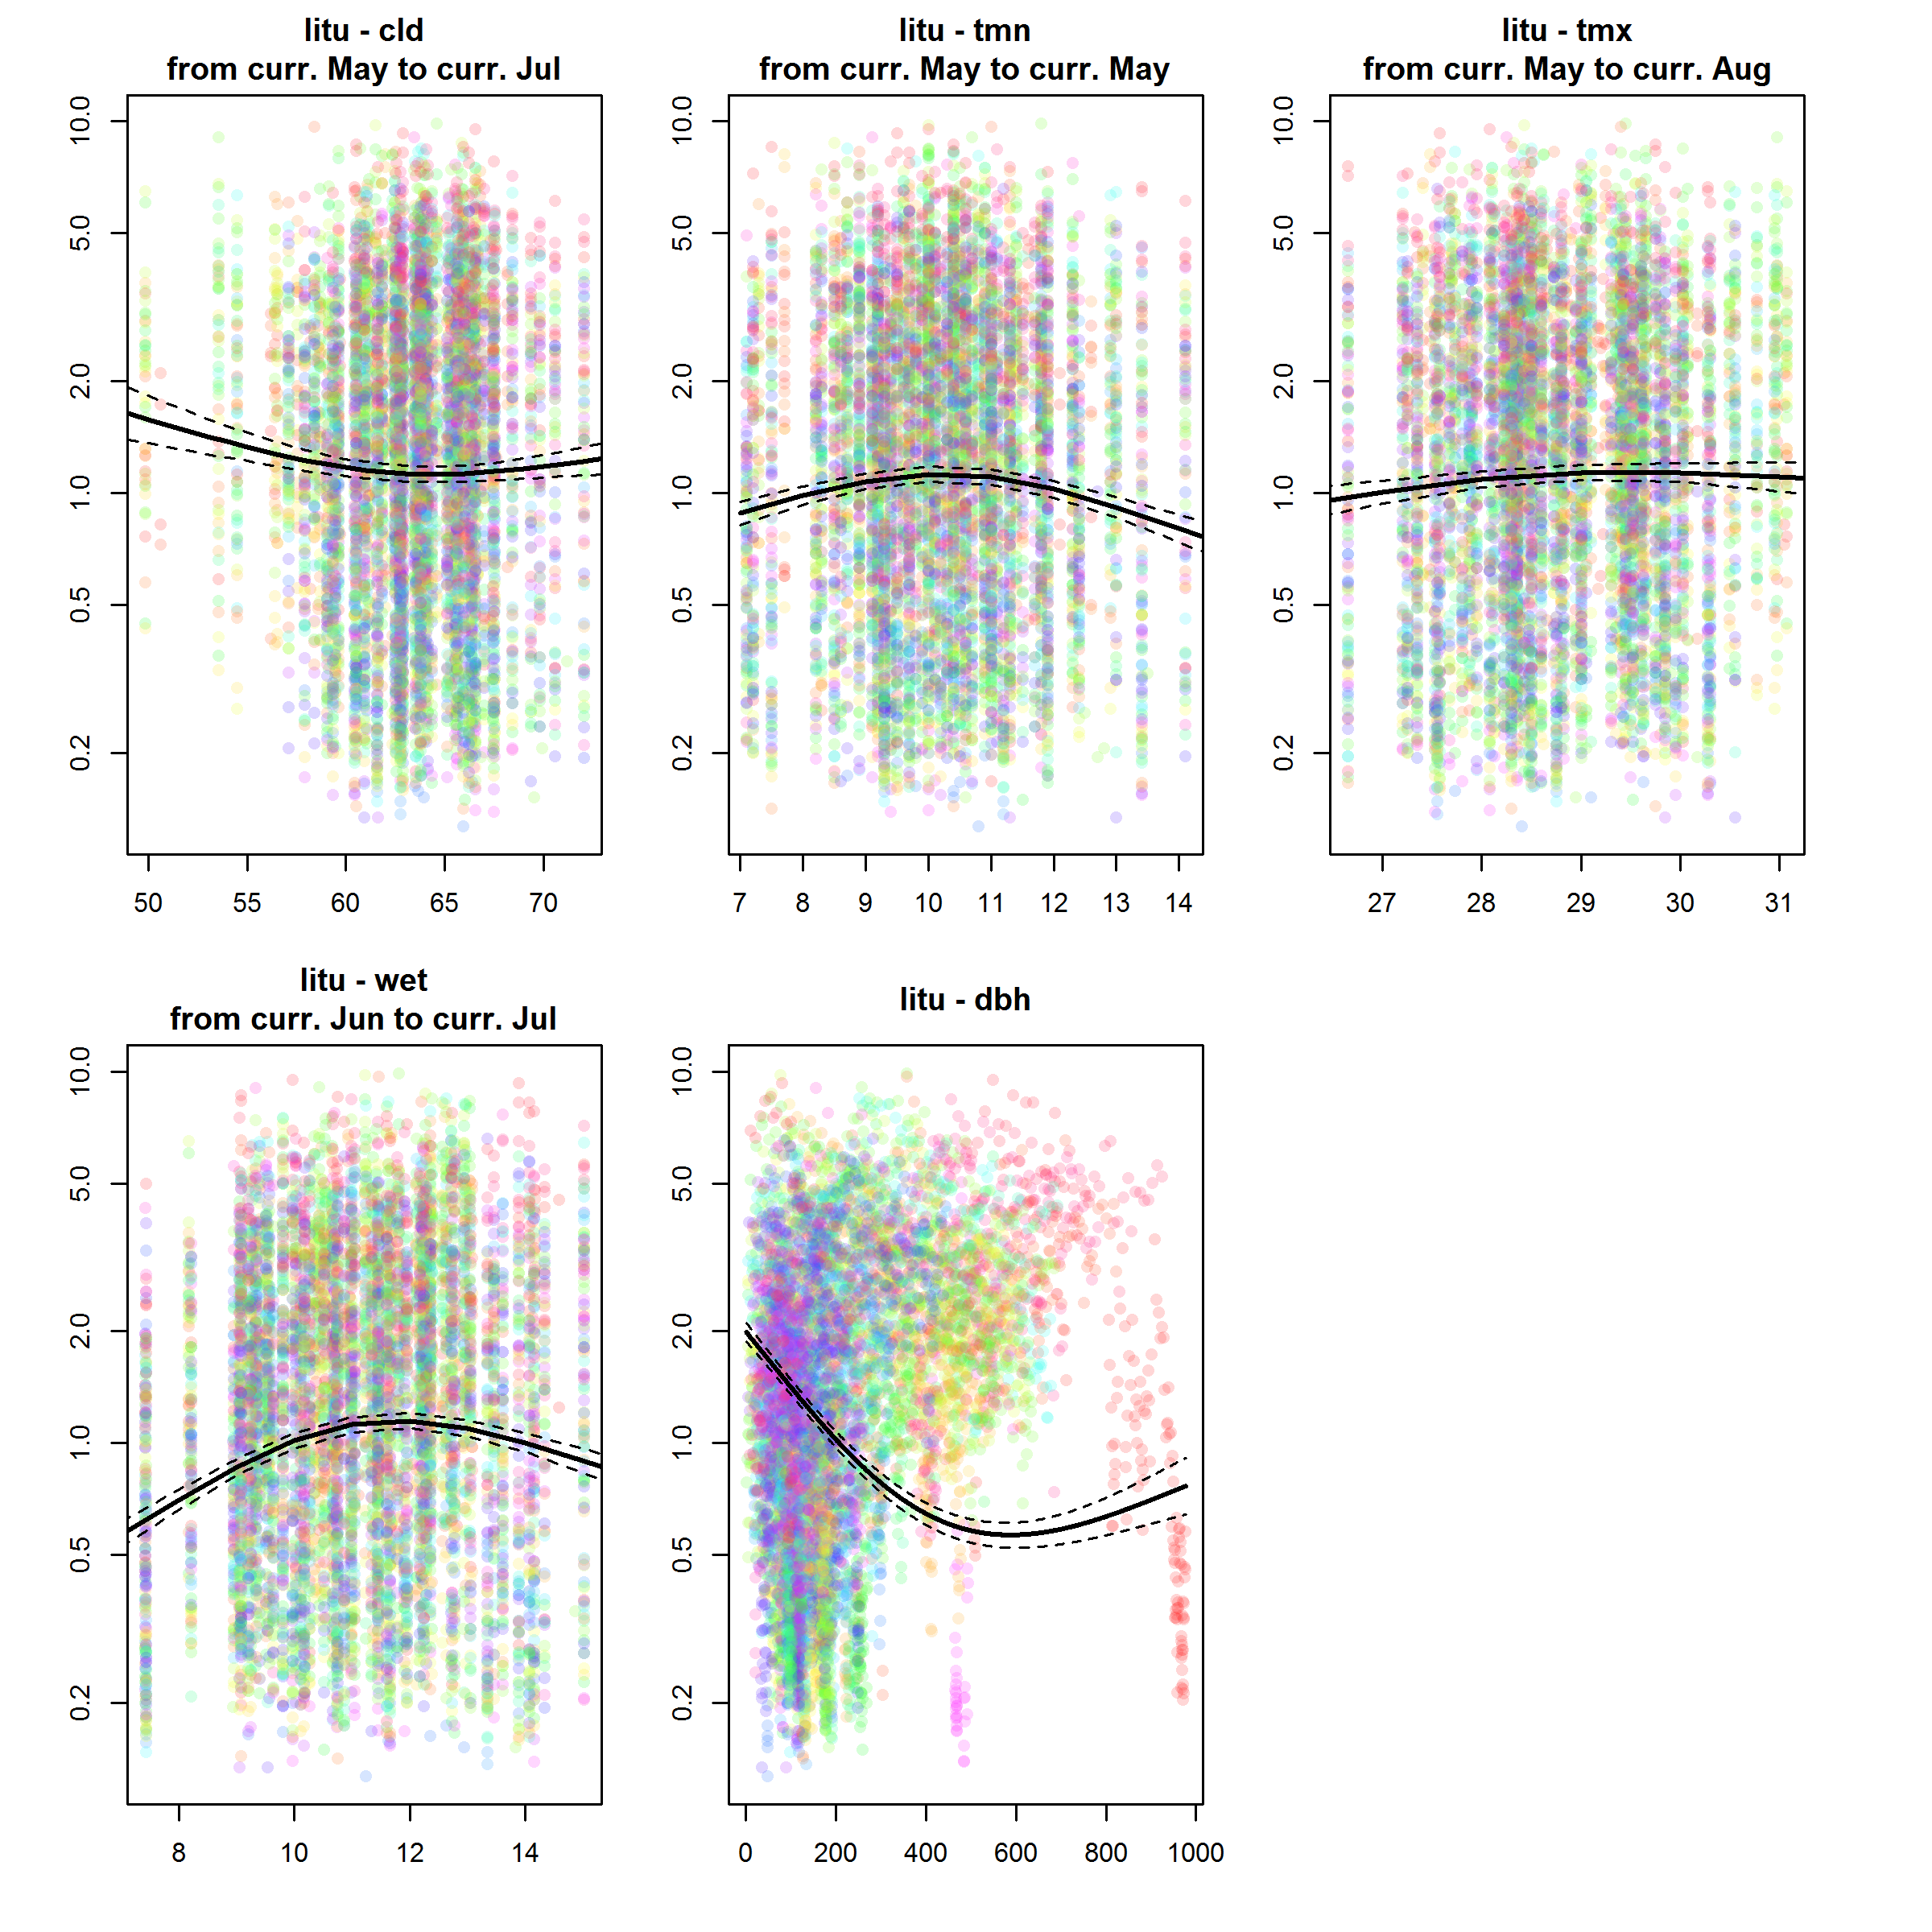 litu - cld
from curr. May to curr. Jul
10.0
5.0
2.0
1.0
0.5
0.2
50 55 60 65 70
litu - tmn
from curr. May to curr. May
10.0
5.0
2.0
1.0
0.5
0.2
7 8 9 10 11 12 13 14
litu - tmx
from curr. May to curr. Aug
10.0
5.0
2.0
1.0
0.5
0.2
27 28 29 30 31
litu - wet
from curr. Jun to curr. Jul
10.0
5.0
2.0
1.0
0.5
0.2
8 10 12 14
litu - dbh
10.0
5.0
2.0
1.0
0.5
0.2
0 200 400 600 800 1000